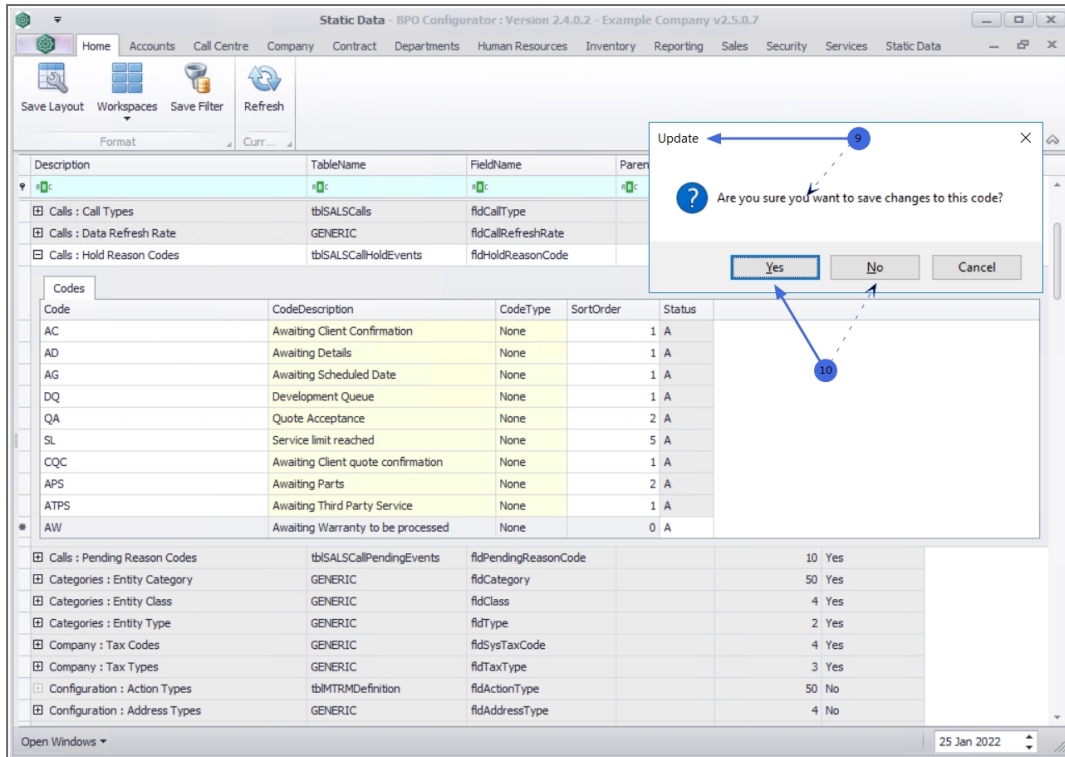 Static Data - BPO Configurator : Version 2.4.0.2 - Example Company v2.5.0.7
Home Accounts Call Centre Company Contract Departments Human Resources Inventory Reporting Sales Security Services Static Data
Save Layout Workspaces Save Filter Refresh
Format Curr...
Update 9
Are you sure you want to save changes to this code?
Yes No Cancel
10
Description TableName FieldName Paren
Calls : Call Types tblSALSCalls fldCallType
Calls : Data Refresh Rate GENERIC fldCallRefreshRate
Calls : Hold Reason Codes tblSALSCallHoldEvents fldHoldReasonCode
Codes
Code CodeDescription CodeType SortOrder Status
AC Awaiting Client Confirmation None 1 A
AD Awaiting Details None 1 A
AG Awaiting Scheduled Date None 1 A
DQ Development Queue None 1 A
QA Quote Acceptance None 2 A
SL Service limit reached None 5 A
CQC Awaiting Client quote confirmation None 1 A
APS Awaiting Parts None 2 A
ATPS Awaiting Third Party Service None 1 A
AW Awaiting Warranty to be processed None 0 A
Calls : Pending Reason Codes tblSALSCallPendingEvents fldPendingReasonCode 10 Yes
Categories : Entity Category GENERIC fldCategory 50 Yes
Categories : Entity Class GENERIC fldClass 4 Yes
Categories : Entity Type GENERIC fldType 2 Yes
Company : Tax Codes GENERIC fldSysTaxCode 4 Yes
Company : Tax Types GENERIC fldTaxType 3 Yes
Configuration : Action Types tblMTRMDefinition fldActionType 50 No
Configuration : Address Types GENERIC fldAddressType 4 No
Open Windows 25 Jan 2022